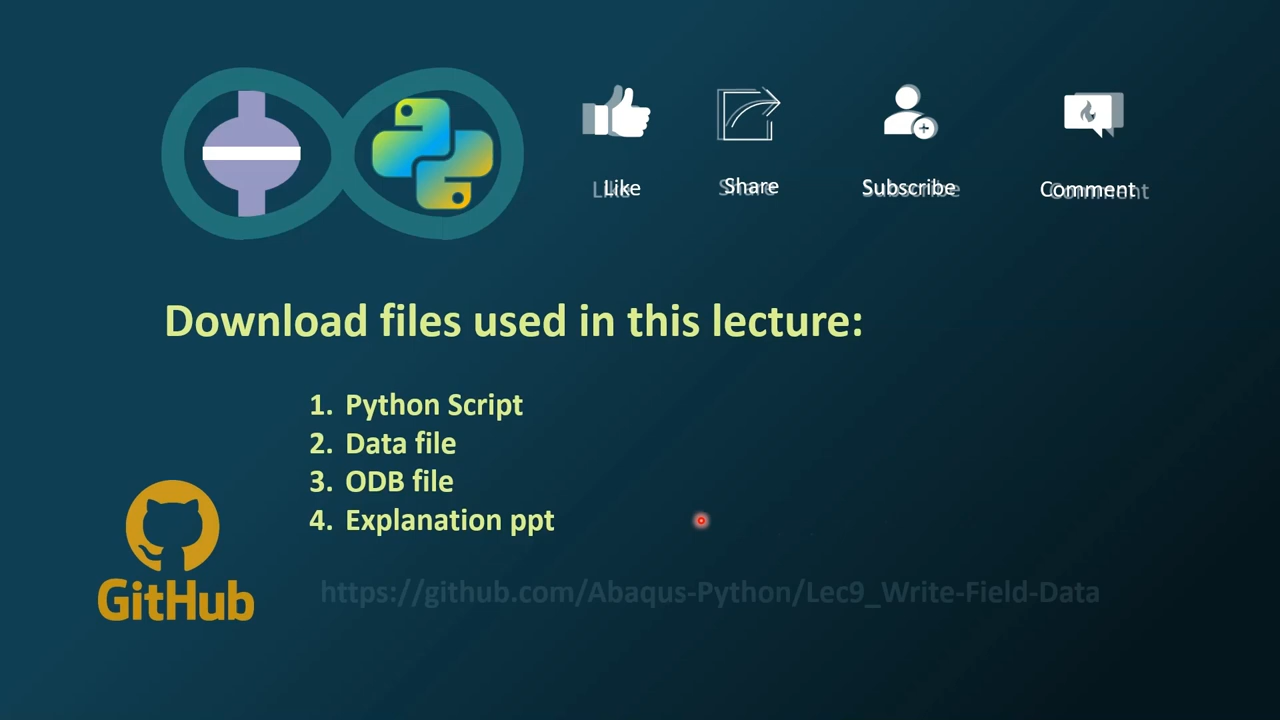 Like Share Subscribe Comment
Download files used in this lecture:
1. Python Script
2. Data file
3. ODB file
4. Explanation ppt
GitHub
https://github.com/Abaqus-Python/Lec9_Write-Field-Data